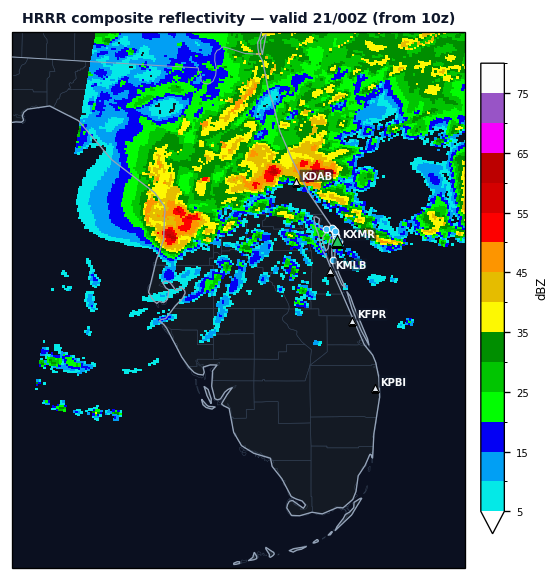 HRRR composite reflectivity — valid 21/00Z (from 10z)
KDAB
KXMR
KMLB
KFPR
KPBI
75
65
55
45
35
25
15
5
dBZ